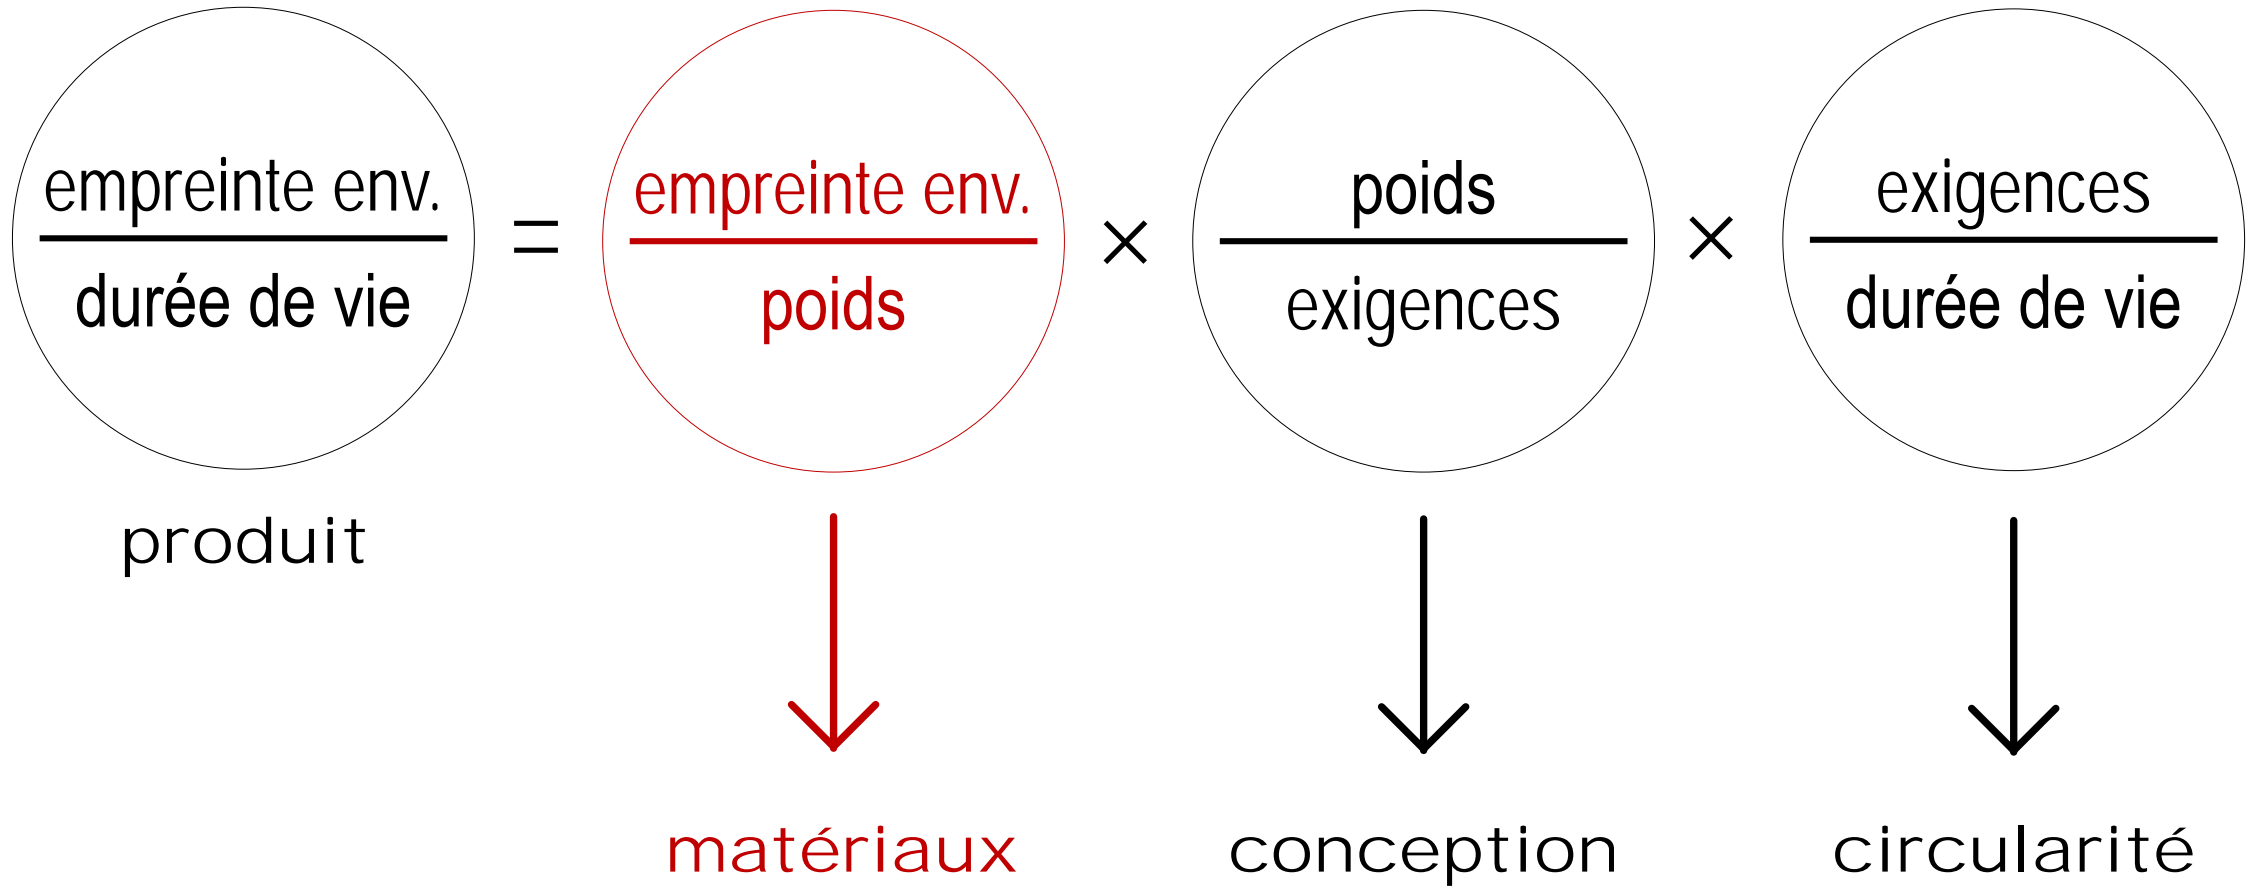 empreinte env.
durée de vie
produit
=
empreinte env.
poids
matériaux
×
poids
exigences
conception
×
exigences
durée de vie
circularité